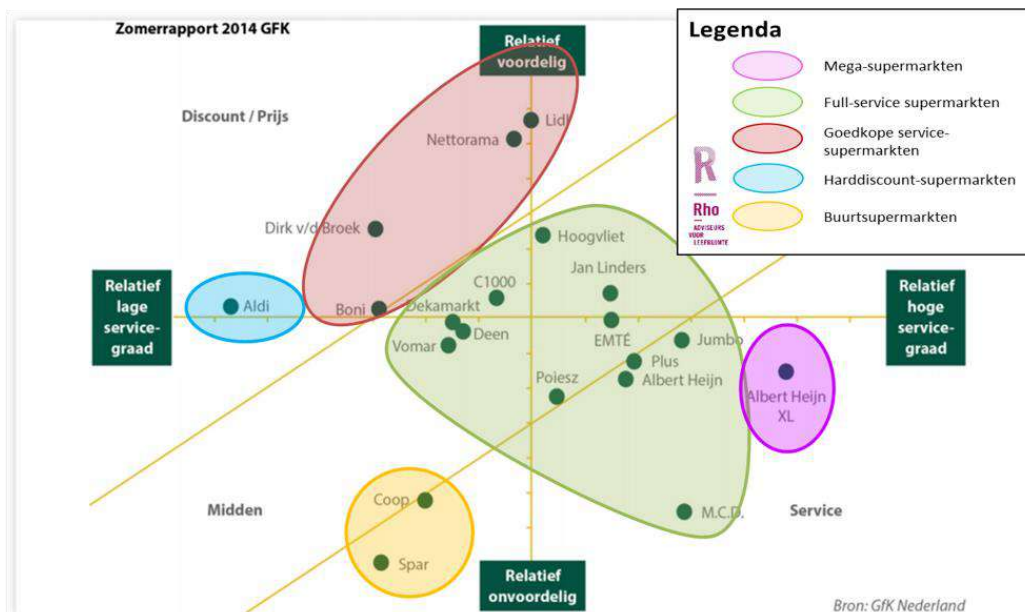 Zomerrapport 2014 GFK
Relatief
voordelig
Legenda
Mega-supermarkten
Full-service supermarkten
Goedkope service-
supermarkten
Harddiscount-supermarkten
Buurtsupermarkten
R
Rho
ADVISEURS
VOOR
LEEFRUIMTE
Discount / Prijs
Lidl
Nettorama
Dirk v/d Broek
Hoogvliet
Jan Linders
C1000
Relatief
lage
service-
graad
Aldi
Boni
Dekamarkt
Deen
Vomar
EMTÉ
Jumbo
Relatief
hoge
service-
graad
Plus
Albert Heijn
Poiesz
Albert Heijn
XL
Midden
Coop
M.C.D.
Service
Spar
Relatief
onvoordelig
Bron: GfK Nederland